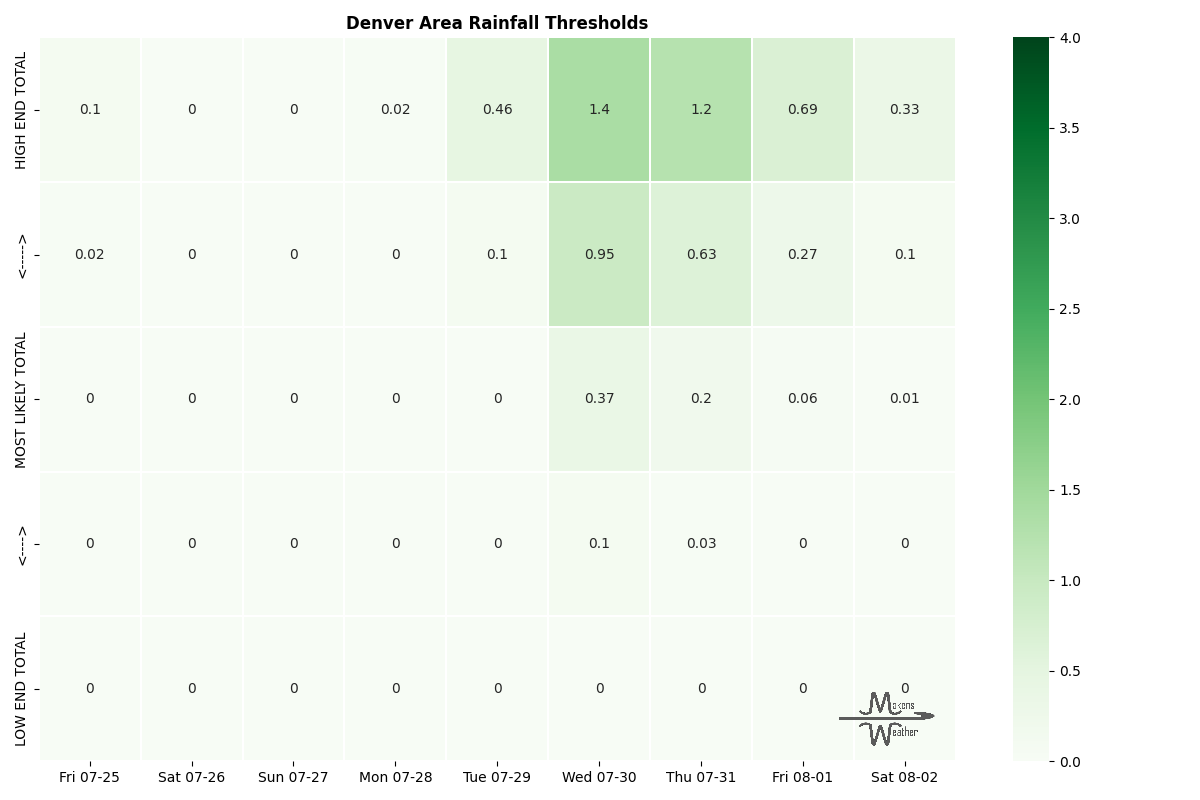 Denver Area Rainfall Thresholds
HIGH END TOTAL
0.1 0 0 0.02 0.46 1.4 1.2 0.69 0.33
<----->
0.02 0 0 0 0.1 0.95 0.63 0.27 0.1
MOST LIKELY TOTAL
0 0 0 0 0 0.37 0.2 0.06 0.01
<---->
0 0 0 0 0 0.1 0.03 0 0
LOW END TOTAL
0 0 0 0 0 0 0 0 0
Fri 07-25 Sat 07-26 Sun 07-27 Mon 07-28 Tue 07-29 Wed 07-30 Thu 07-31 Fri 08-01 Sat 08-02
4.0
3.5
3.0
2.5
2.0
1.5
1.0
0.5
0.0
Makens
Weather